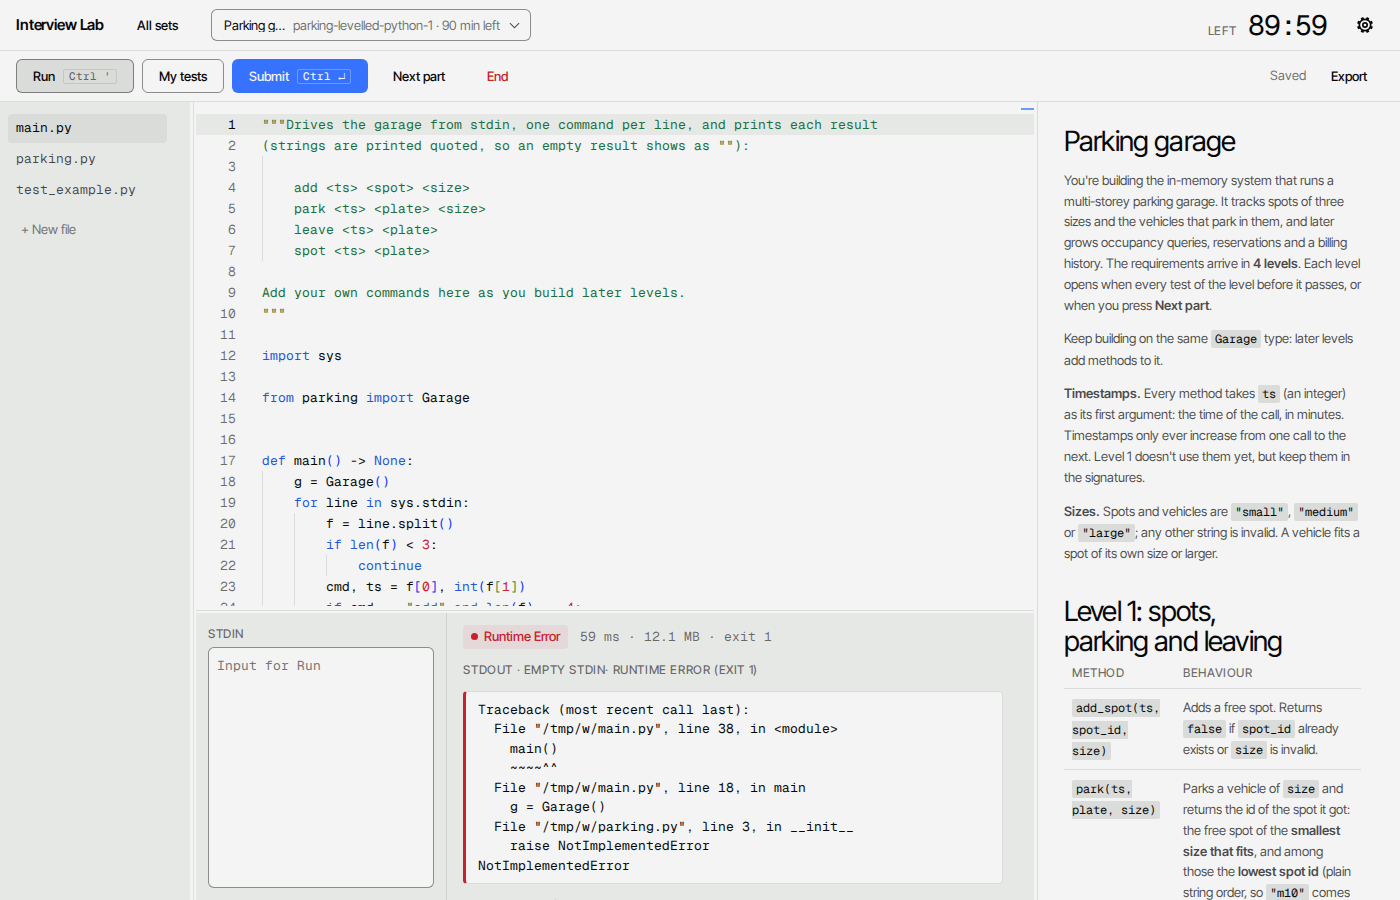 Interview Lab
All sets
Parking g... parking-levelled-python-1 · 90 min left
LEFT 89:59
Run Ctrl '
My tests
Submit Ctrl ↵
Next part
End
Saved
Export
main.py
parking.py
test_example.py
+ New file
1 """Drives the garage from stdin, one command per line, and prints each result
2 (strings are printed quoted, so an empty result shows as ""):
3
4 add <ts> <spot> <size>
5 park <ts> <plate> <size>
6 leave <ts> <plate>
7 spot <ts> <plate>
8
9 Add your own commands here as you build later levels.
10 """
11
12 import sys
13
14 from parking import Garage
15
16
17 def main() -> None:
18 g = Garage()
19 for line in sys.stdin:
20 f = line.split()
21 if len(f) < 3:
22 continue
23 cmd, ts = f[0], int(f[1])
STDIN
Input for Run
Runtime Error 59 ms · 12.1 MB · exit 1
STDOUT · EMPTY STDIN· RUNTIME ERROR (EXIT 1)
Traceback (most recent call last):
File "/tmp/w/main.py", line 38, in <module>
main()
~~~~^^
File "/tmp/w/main.py", line 18, in main
g = Garage()
File "/tmp/w/parking.py", line 3, in __init__
raise NotImplementedError
NotImplementedError
Parking garage
You're building the in-memory system that runs a
multi-storey parking garage. It tracks spots of three
sizes and the vehicles that park in them, and later
grows occupancy queries, reservations and a billing
history. The requirements arrive in 4 levels. Each level
opens when every test of the level before it passes, or
when you press Next part.
Keep building on the same Garage type: later levels
add methods to it.
Timestamps. Every method takes ts (an integer)
as its first argument: the time of the call, in minutes.
Timestamps only ever increase from one call to the
next. Level 1 doesn't use them yet, but keep them in
the signatures.
Sizes. Spots and vehicles are "small", "medium"
or "large"; any other string is invalid. A vehicle fits a
spot of its own size or larger.
Level 1: spots,
parking and leaving
METHOD BEHAVIOUR
add_spot(ts, spot_id, size)
Adds a free spot. Returns
false if spot_id already
exists or size is invalid.
park(ts, plate, size)
Parks a vehicle of size and
returns the id of the spot it got:
the free spot of the smallest
size that fits, and among
those the lowest spot id (plain
string order, so "m10" comes